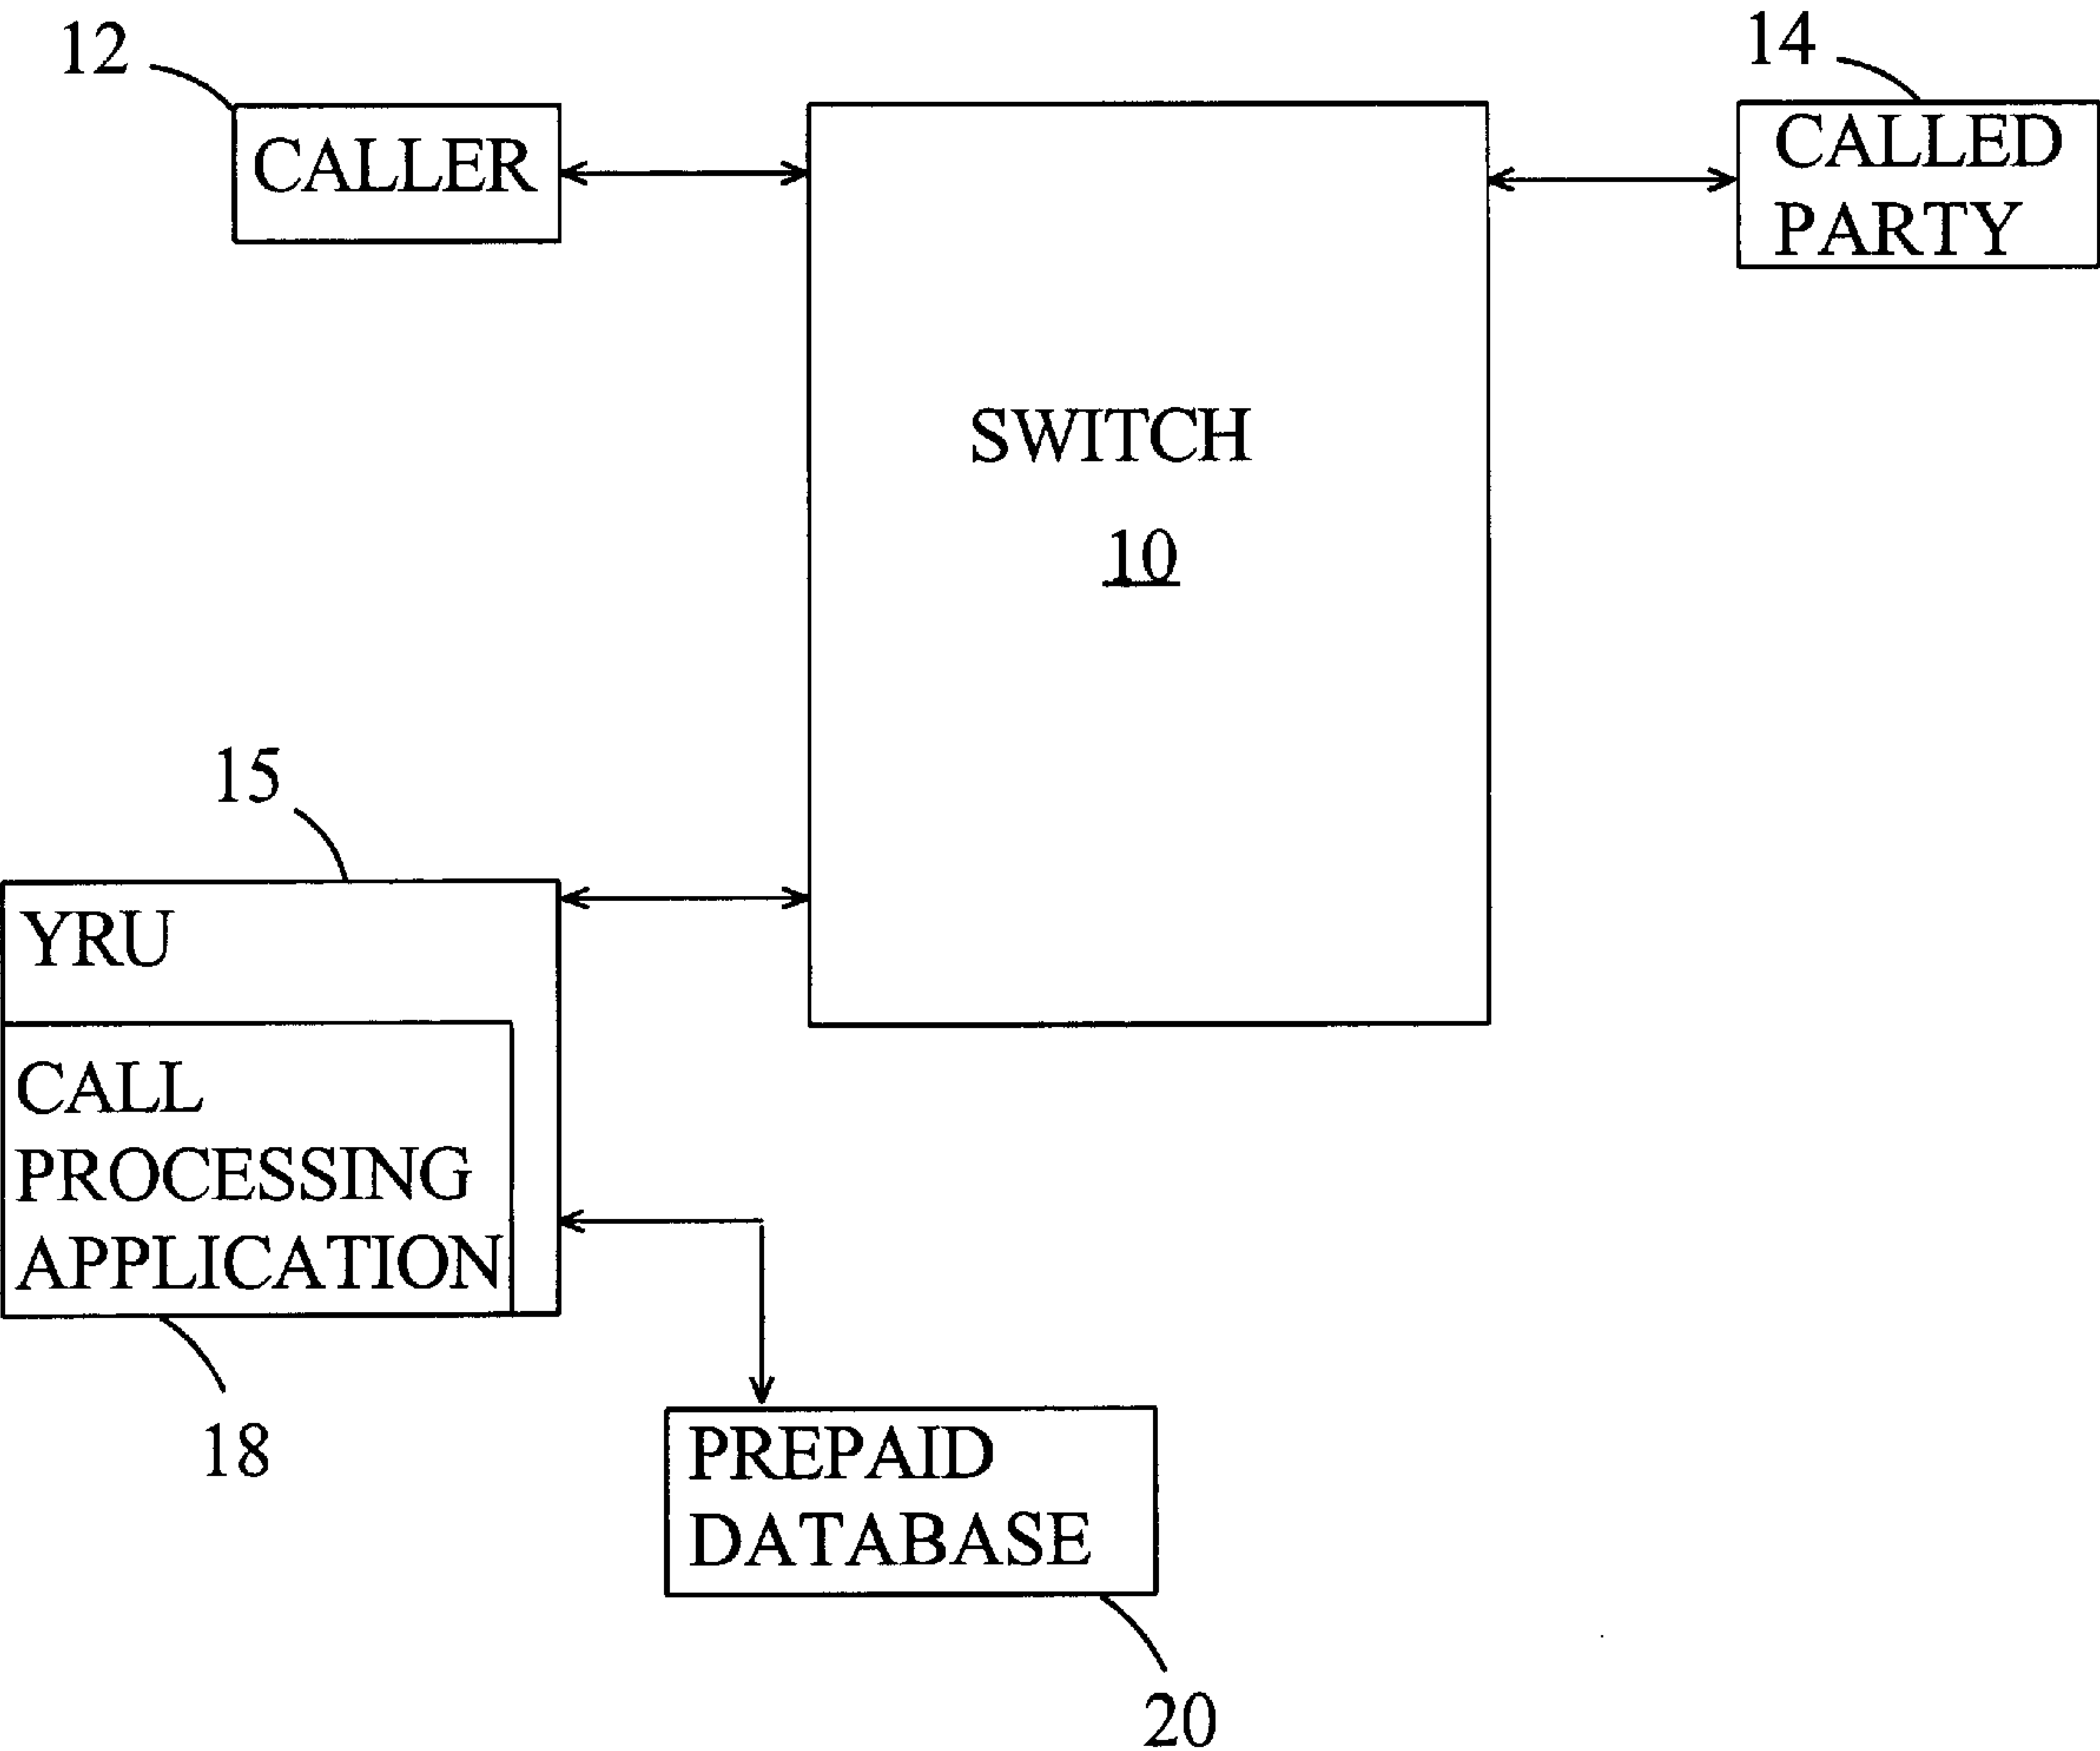 12
CALLER
14
CALLED
PARTY
SWITCH
10
15
YRU
CALL
PROCESSING
APPLICATION
18
PREPAID
DATABASE
20